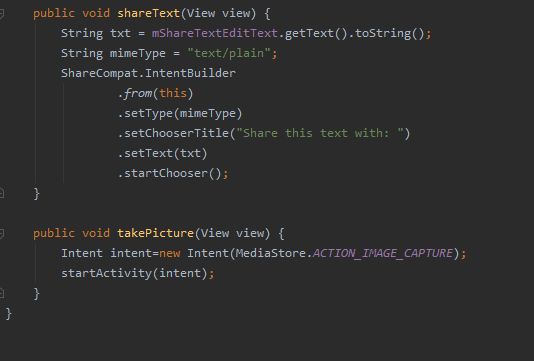 public void shareText(View view) {
String txt = mShareTextEditText.getText().toString();
String mimeType = "text/plain";
ShareCompat.IntentBuilder
.from(this)
.setType(mimeType)
.setChooserTitle("Share this text with: ")
.setText(txt)
.startChooser();
}
public void takePicture(View view) {
Intent intent=new Intent(MediaStore.ACTION_IMAGE_CAPTURE);
startActivity(intent);
}
}